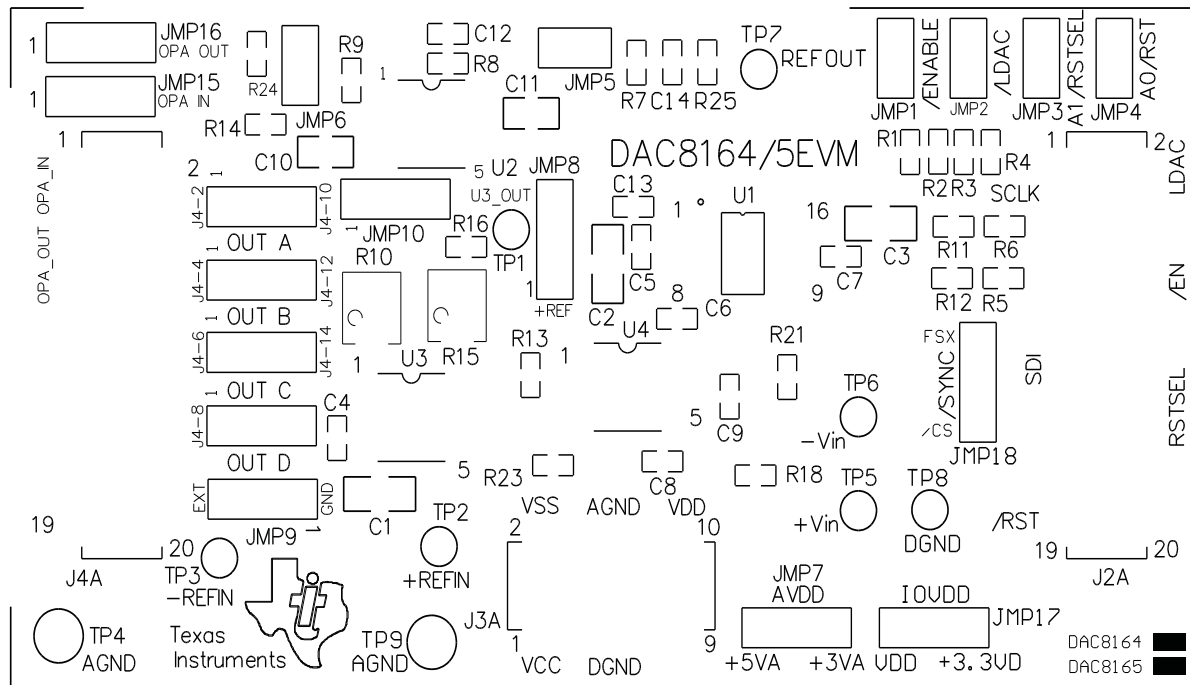 1
JMP16
OPA OUT
1
JMP15
OPA IN
R24
R9
JMP6
R14
C10
1
C12
R8
C11
JMP5
R7 C14 R25
TP7
REFOUT
JMP1
/ENABLE
JMP2
/LDAC
JMP3
A1/RSTSEL
JMP4
A0/RST
1
2
OPA_OUT OPA_IN
DAC8164/5EVM
R1
R2 R3
R4
1
2
LDAC
1
J4-2
J4-10
OUT A
1
J4-4
J4-12
OUT B
J4-6
J4-14
1
OUT C
J4-8
OUT D
EXT
GND
JMP9
1
1
JMP10
5
U2
U3_OUT
R16
TP1
JMP8
1
+REF
C13
C5
C2
1
U1
16
9
8
C6
C7
C3
SCLK
R11
R6
R12
R5
/EN
R10
R15
1
U3
5
R13
1
U4
5
R21
C9
TP6
-Vin
FSX
/SYNC
/CS
JMP18
SDI
RSTSEL
C4
C1
R23
C8
R18
TP5
+Vin
TP8
DGND
/RST
19
20
J4A
TP3
-REFIN
TP2
+REFIN
VSS
AGND
VDD
2
10
J3A
1
9
VCC
DGND
19
20
J2A
TP4
AGND
Texas
Instruments
TP9
AGND
JMP7
AVDD
+5VA
+3VA
IOVDD
JMP17
VDD
+3.3VD
DAC8164
DAC8165